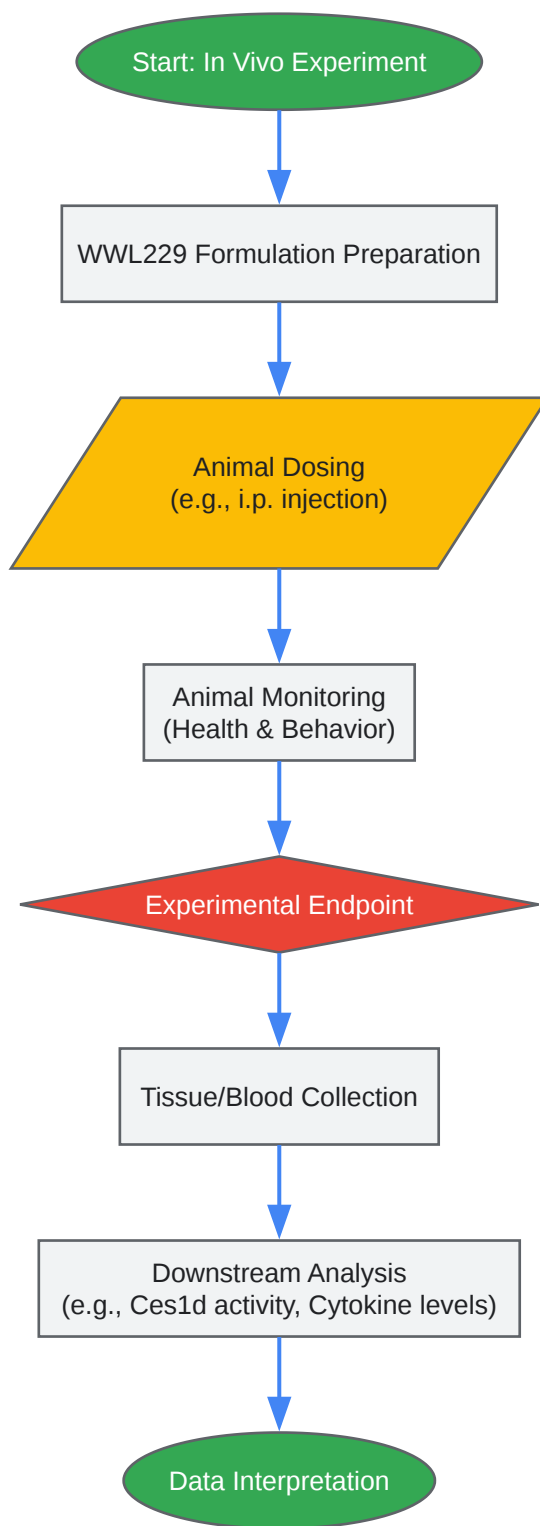 Start: In Vivo Experiment
WWL229 Formulation Preparation
Animal Dosing
(e.g., i.p. injection)
Animal Monitoring
(Health & Behavior)
Experimental Endpoint
Tissue/Blood Collection
Downstream Analysis
(e.g., Ces1d activity, Cytokine levels)
Data Interpretation